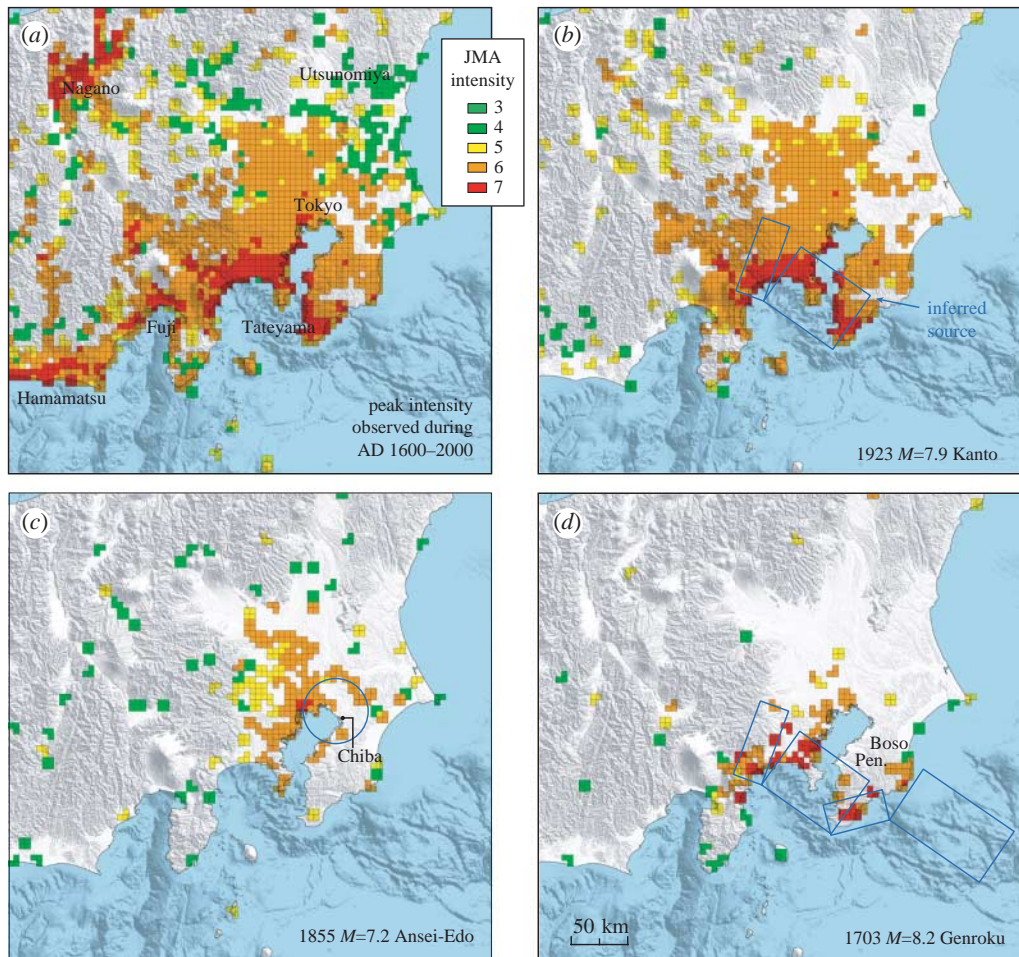 (a)
Nagano
Utsunomiya
Tokyo
Fuji
Tateyama
Hamamatsu
peak intensity
observed during
AD 1600–2000
JMA
intensity
3
4
5
6
7
(b)
inferred
source
1923 M=7.9 Kanto
(c)
Chiba
1855 M=7.2 Ansei-Edo
(d)
Boso
Pen.
50 km
1703 M=8.2 Genroku